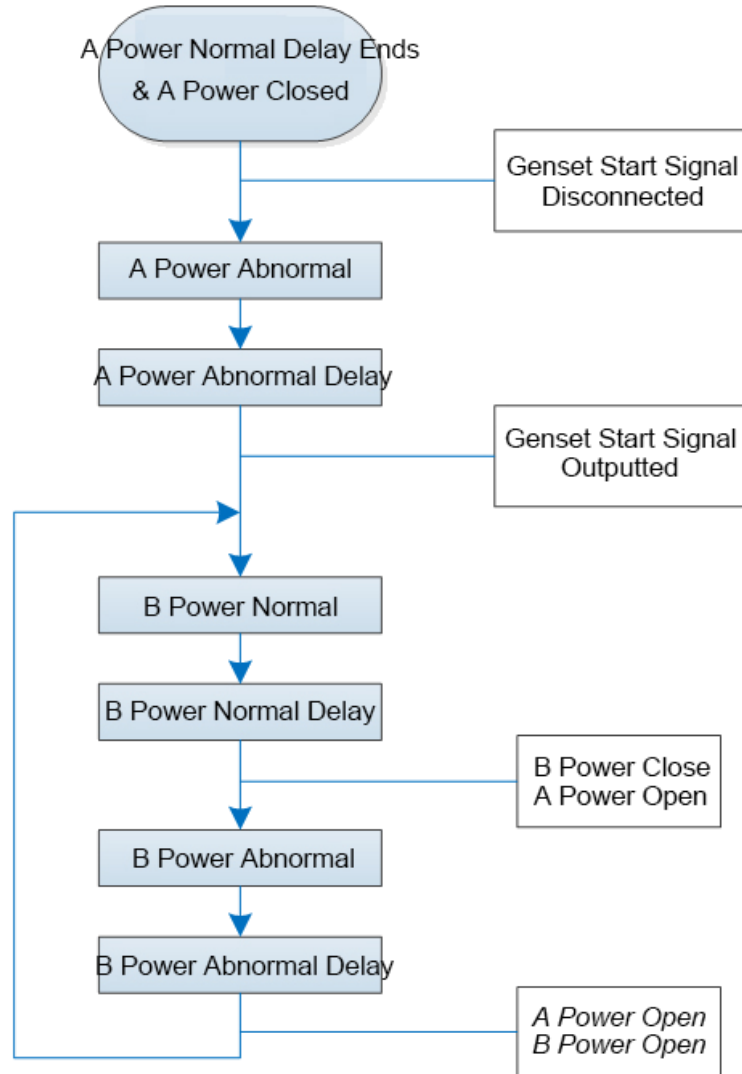 A Power Normal Delay Ends
& A Power Closed
Genset Start Signal
Disconnected
A Power Abnormal
A Power Abnormal Delay
Genset Start Signal
Outputted
B Power Normal
B Power Normal Delay
B Power Close
A Power Open
B Power Abnormal
B Power Abnormal Delay
A Power Open
B Power Open